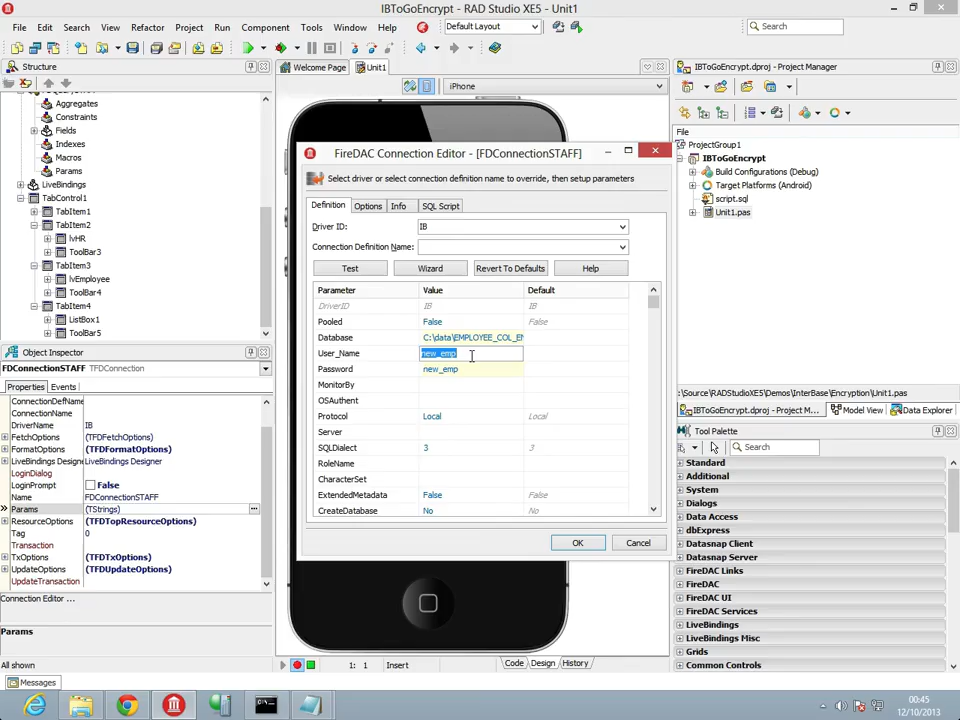 IBToGoEncrypt - RAD Studio XE5 - Unit1
File Edit Search View Refactor Project Run Component Tools Window Help
Default Layout
Search
Structure
Welcome Page
Unit1
IBToGoEncrypt.dproj - Project Manager
iPhone
Aggregates
Constraints
Fields
Indexes
Macros
Params
LiveBindings
TabControl1
TabItem1
TabItem2
lvHR
ToolBar3
TabItem3
lvEmployee
ToolBar4
TabItem4
ListBox1
ToolBar5
File
ProjectGroup1
IBToGoEncrypt
Build Configurations (Debug)
Target Platforms (Android)
script.sql
Unit1.pas
FireDAC Connection Editor - [FDConnectionSTAFF]
Select driver or select connection definition name to override, then setup parameters
Definition Options Info SQL Script
Driver ID: IB
Connection Definition Name:
Test Wizard Revert To Defaults Help
Parameter Value Default
DriverID IB IB
Pooled False False
Database C:\data\EMPLOYEE_COL_EN
User_Name new_emp
Password new_emp
MonitorBy
OSAuthent
Protocol Local Local
Server
SQLDialect 3 3
RoleName
CharacterSet
ExtendedMetadata False False
CreateDatabase No No
OK Cancel
Object Inspector
FDConnectionSTAFF TFDConnection
Properties Events
ConnectionDefNam
ConnectionName
DriverName IB
FetchOptions (TFDFetchOptions)
FormatOptions (TFDFormatOptions)
LiveBindings Designe LiveBindings Designer
LoginDialog
LoginPrompt False
Name FDConnectionSTAFF
Params (TStrings)
ResourceOptions (TFDTopResourceOptions)
Tag 0
Transaction
TxOptions (TFDTxOptions)
UpdateOptions (TFDUpdateOptions)
UpdateTransaction
Connection Editor ...
Params
All shown
Messages
:\Source\RADStudioXE5\Demos\InterBase\Encryption\Unit1.pas
IBToGoEncrypt.dproj - Project M...
Model View
Data Explorer
Tool Palette
Search
Standard
Additional
System
Dialogs
Data Access
dbExpress
Datasnap Client
Datasnap Server
FireDAC Links
FireDAC
FireDAC UI
FireDAC Services
LiveBindings
LiveBindings Misc
Grids
Common Controls
1: 1 Insert
Code Design History
00:45
12/10/2013